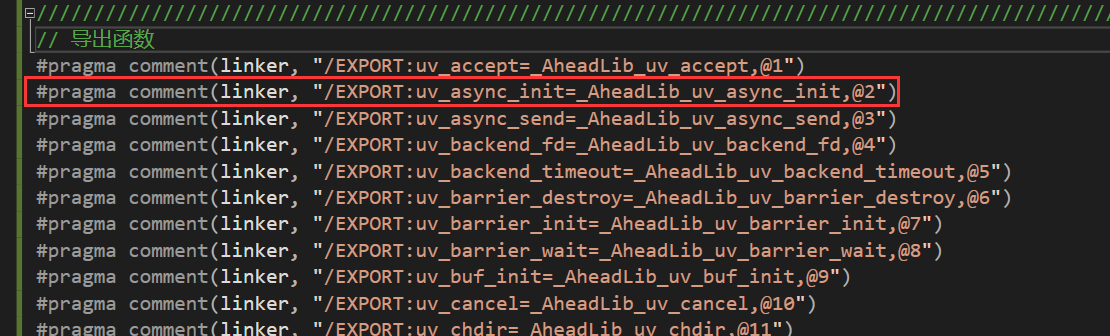 ////////////////////////////////////////////////////////////////////////////////////////////////
// 导出函数
#pragma comment(linker, "/EXPORT:uv_accept=_AheadLib_uv_accept,@1")
#pragma comment(linker, "/EXPORT:uv_async_init=_AheadLib_uv_async_init,@2")
#pragma comment(linker, "/EXPORT:uv_async_send=_AheadLib_uv_async_send,@3")
#pragma comment(linker, "/EXPORT:uv_backend_fd=_AheadLib_uv_backend_fd,@4")
#pragma comment(linker, "/EXPORT:uv_backend_timeout=_AheadLib_uv_backend_timeout,@5")
#pragma comment(linker, "/EXPORT:uv_barrier_destroy=_AheadLib_uv_barrier_destroy,@6")
#pragma comment(linker, "/EXPORT:uv_barrier_init=_AheadLib_uv_barrier_init,@7")
#pragma comment(linker, "/EXPORT:uv_barrier_wait=_AheadLib_uv_barrier_wait,@8")
#pragma comment(linker, "/EXPORT:uv_buf_init=_AheadLib_uv_buf_init,@9")
#pragma comment(linker, "/EXPORT:uv_cancel=_AheadLib_uv_cancel,@10")
#pragma comment(linker, "/EXPORT:uv_chdir=_AheadLib_uv_chdir,@11")